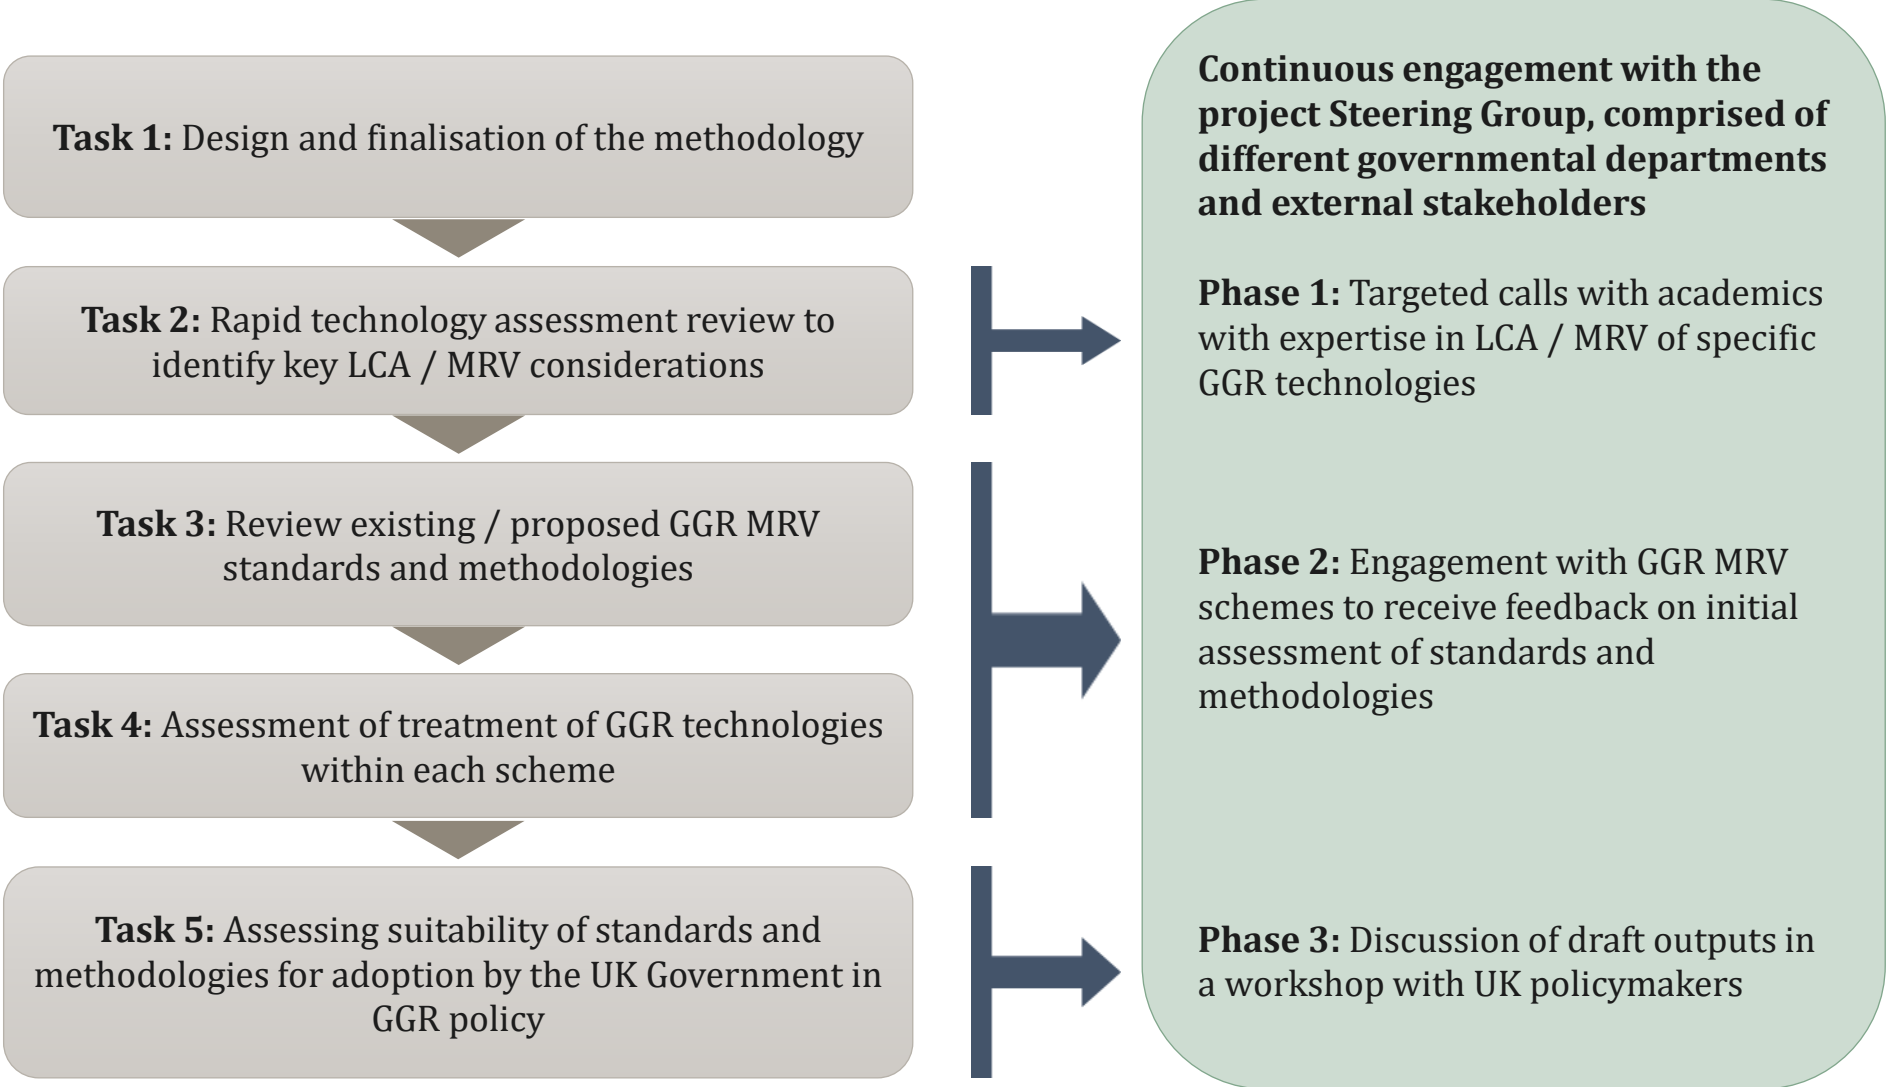 Task 1: Design and finalisation of the methodology
Task 2: Rapid technology assessment review to
identify key LCA / MRV considerations
Task 3: Review existing / proposed GGR MRV
standards and methodologies
Task 4: Assessment of treatment of GGR technologies
within each scheme
Task 5: Assessing suitability of standards and
methodologies for adoption by the UK Government in
GGR policy
Continuous engagement with the
project Steering Group, comprised of
different governmental departments
and external stakeholders
Phase 1: Targeted calls with academics
with expertise in LCA / MRV of specific
GGR technologies
Phase 2: Engagement with GGR MRV
schemes to receive feedback on initial
assessment of standards and
methodologies
Phase 3: Discussion of draft outputs in
a workshop with UK policymakers